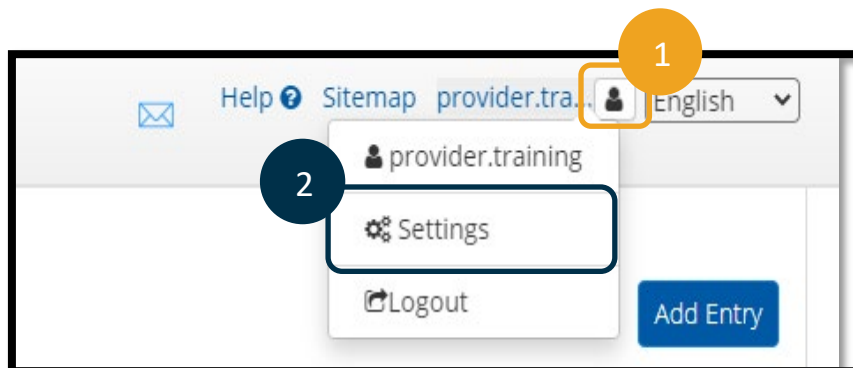 1
Help Sitemap provider.tra... English
provider.training
2
Settings
Logout
Add Entry